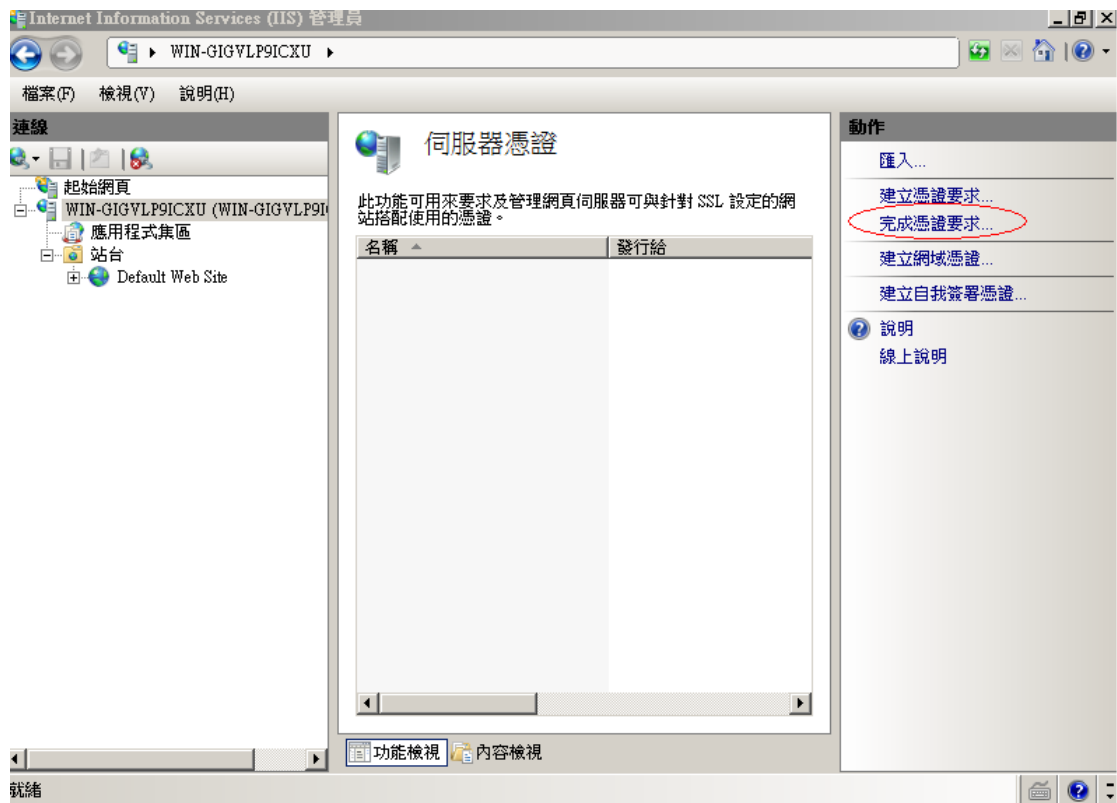 Internet Information Services (IIS) 管理員
WIN-GIGVLP9ICXU
檔案(F) 檢視(V) 說明(H)
連線
起始網頁
WIN-GIGVLP9ICXU (WIN-GIGVLP9I
應用程式集區
站台
Default Web Site
伺服器憑證
此功能可用來要求及管理網頁伺服器可與針對 SSL 設定的網
站搭配使用的憑證。
名稱 發行給
功能檢視 內容檢視
動作
匯入...
建立憑證要求...
完成憑證要求...
建立網域憑證...
建立自我簽署憑證...
說明
線上說明
就緒